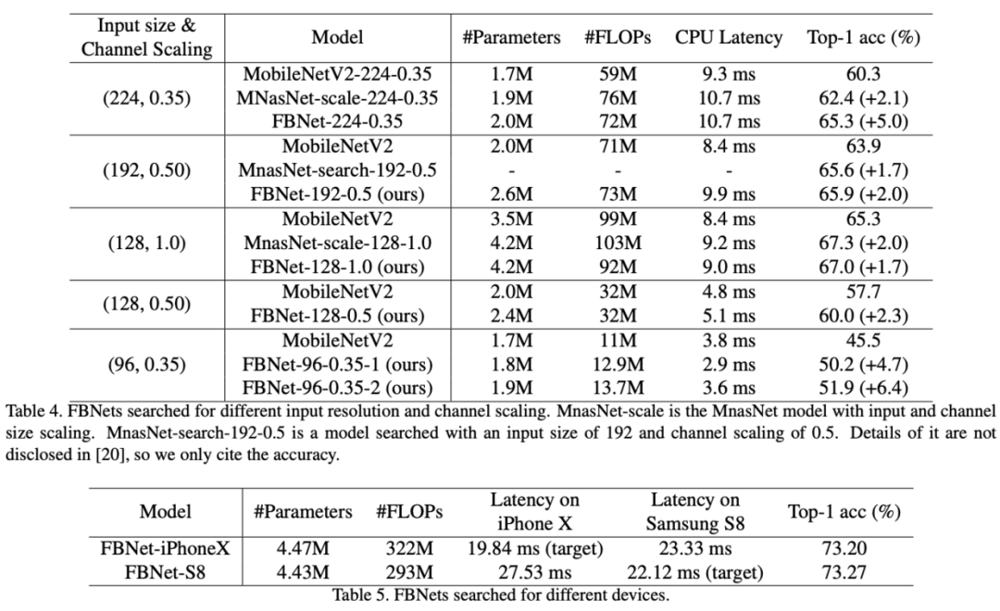 Input size & Channel Scaling Model #Parameters #FLOPs CPU Latency Top-1 acc (%)
(224, 0.35) MobileNetV2-224-0.35 1.7M 59M 9.3 ms 60.3
MNasNet-scale-224-0.35 1.9M 76M 10.7 ms 62.4 (+2.1)
FBNet-224-0.35 2.0M 72M 10.7 ms 65.3 (+5.0)
(192, 0.50) MobileNetV2 2.0M 71M 8.4 ms 63.9
MnasNet-search-192-0.5 - - - 65.6 (+1.7)
FBNet-192-0.5 (ours) 2.6M 73M 9.9 ms 65.9 (+2.0)
(128, 1.0) MobileNetV2 3.5M 99M 8.4 ms 65.3
MnasNet-scale-128-1.0 4.2M 103M 9.2 ms 67.3 (+2.0)
FBNet-128-1.0 (ours) 4.2M 92M 9.0 ms 67.0 (+1.7)
(128, 0.50) MobileNetV2 2.0M 32M 4.8 ms 57.7
FBNet-128-0.5 (ours) 2.4M 32M 5.1 ms 60.0 (+2.3)
(96, 0.35) MobileNetV2 1.7M 11M 3.8 ms 45.5
FBNet-96-0.35-1 (ours) 1.8M 12.9M 2.9 ms 50.2 (+4.7)
FBNet-96-0.35-2 (ours) 1.9M 13.7M 3.6 ms 51.9 (+6.4)
Table 4. FBNets searched for different input resolution and channel scaling. MnasNet-scale is the MnasNet model with input and channel
size scaling. MnasNet-search-192-0.5 is a model searched with an input size of 192 and channel scaling of 0.5. Details of it are not
disclosed in [20], so we only cite the accuracy.
Model #Parameters #FLOPs Latency on iPhone X Latency on Samsung S8 Top-1 acc (%)
FBNet-iPhoneX 4.47M 322M 19.84 ms (target) 23.33 ms 73.20
FBNet-S8 4.43M 293M 27.53 ms 22.12 ms (target) 73.27
Table 5. FBNets searched for different devices.